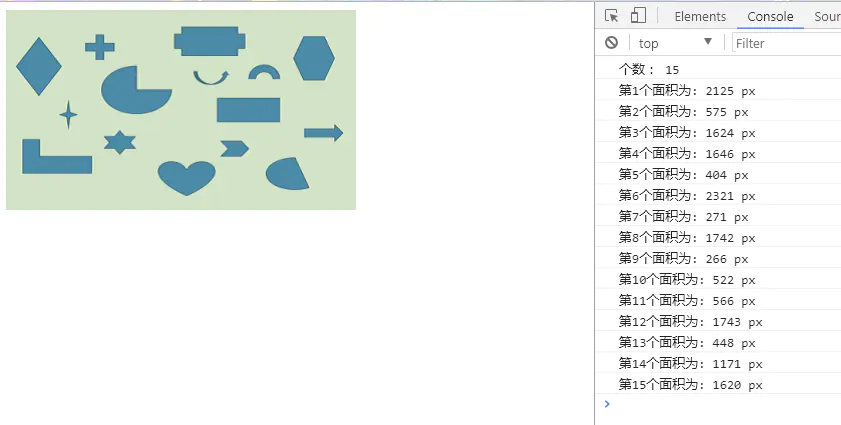 Elements Console Sour
top Filter
个数： 15
第1个面积为: 2125 px
第2个面积为: 575 px
第3个面积为: 1624 px
第4个面积为: 1646 px
第5个面积为: 404 px
第6个面积为: 2321 px
第7个面积为: 271 px
第8个面积为: 1742 px
第9个面积为: 266 px
第10个面积为: 522 px
第11个面积为: 566 px
第12个面积为: 1743 px
第13个面积为: 448 px
第14个面积为: 1171 px
第15个面积为: 1620 px